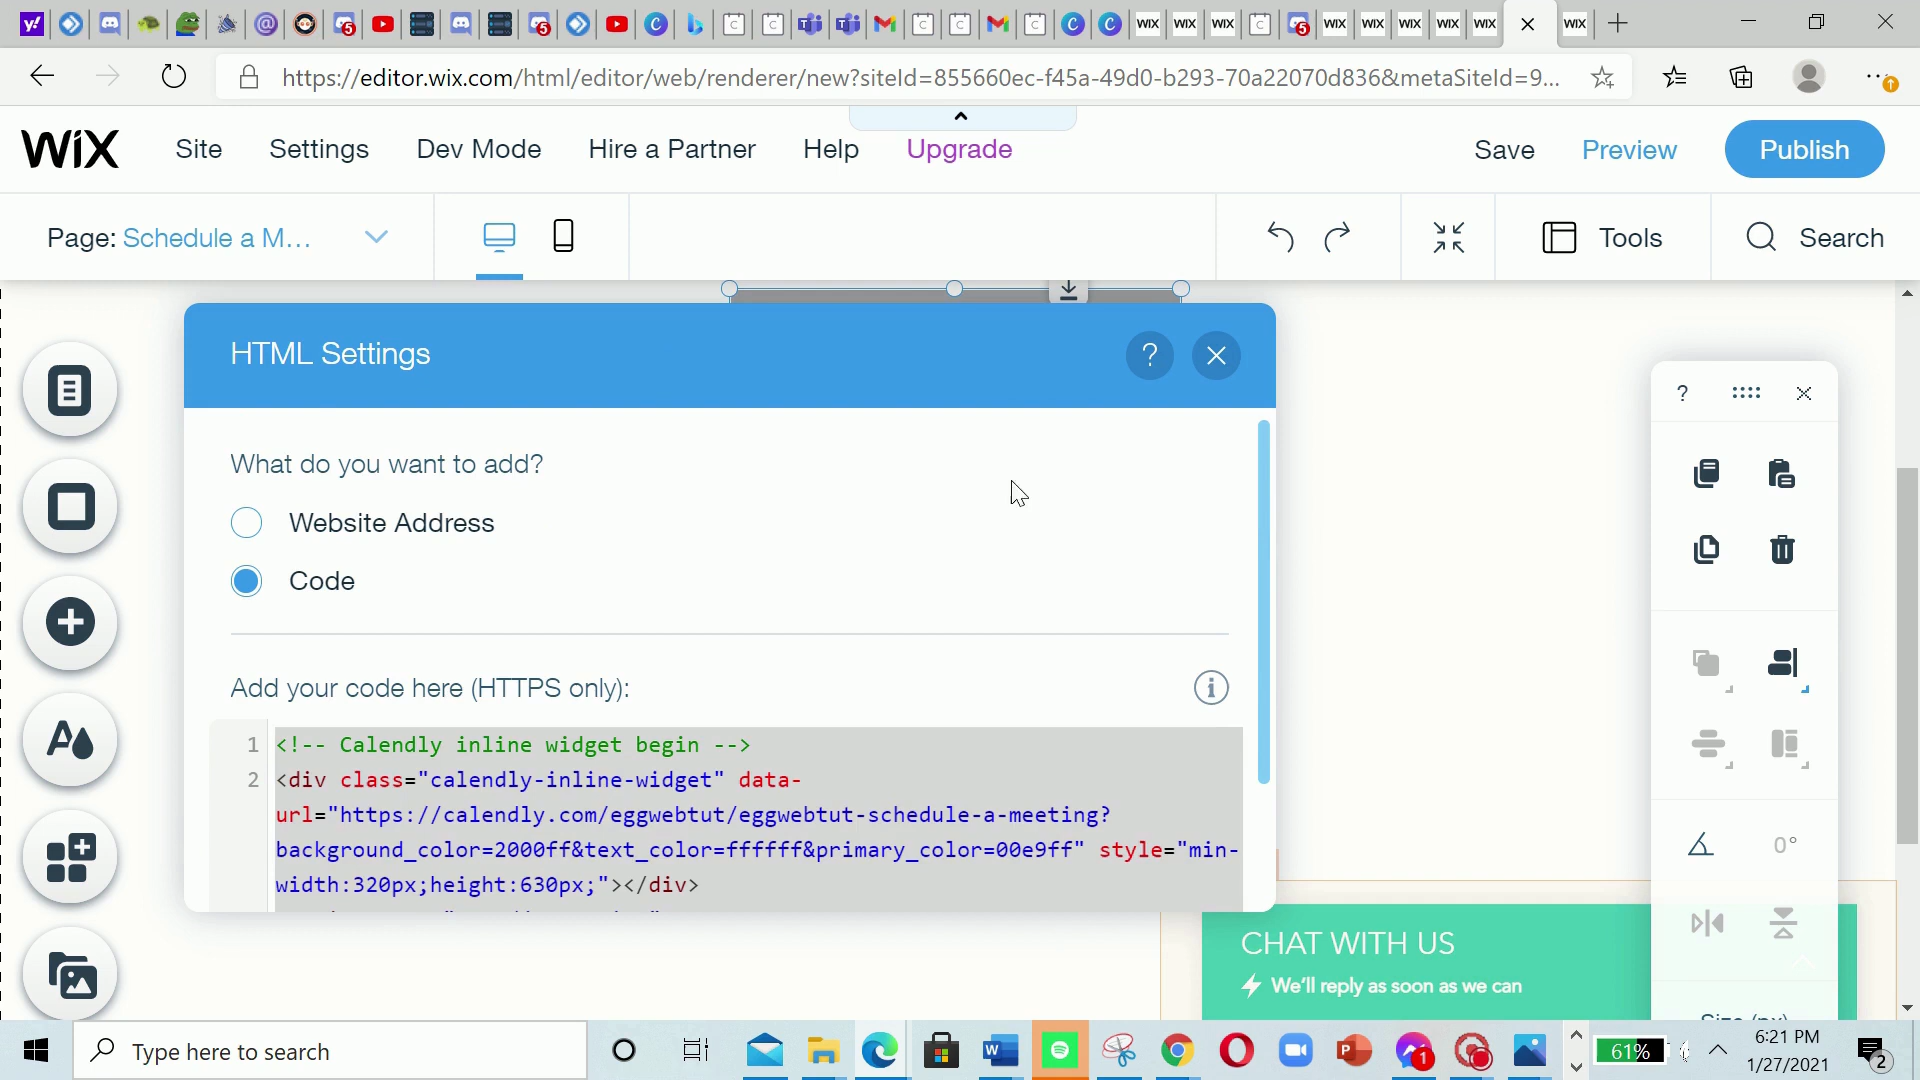 https://editor.wix.com/html/editor/web/renderer/new?siteId=855660ec-f45a-49d0-b293-70a22070d836&metaSiteId=9...
WiX
Site
Settings
Dev Mode
Hire a Partner
Help
Upgrade
Save
Preview
Publish
Page: Schedule a M...
Tools
Search
HTML Settings
?
What do you want to add?
Website Address
Code
Add your code here (HTTPS only):
1 <!-- Calendly inline widget begin -->
2 <div class="calendly-inline-widget" data-
url="https://calendly.com/eggwebtut/eggwebtut-schedule-a-meeting?
background_color=2000ff&text_color=ffffff&primary_color=00e9ff" style="min-
width:320px;height:630px;"></div>
?
0°
CHAT WITH US
We'll reply as soon as we can
Type here to search
61%
6:21 PM
1/27/2021
2